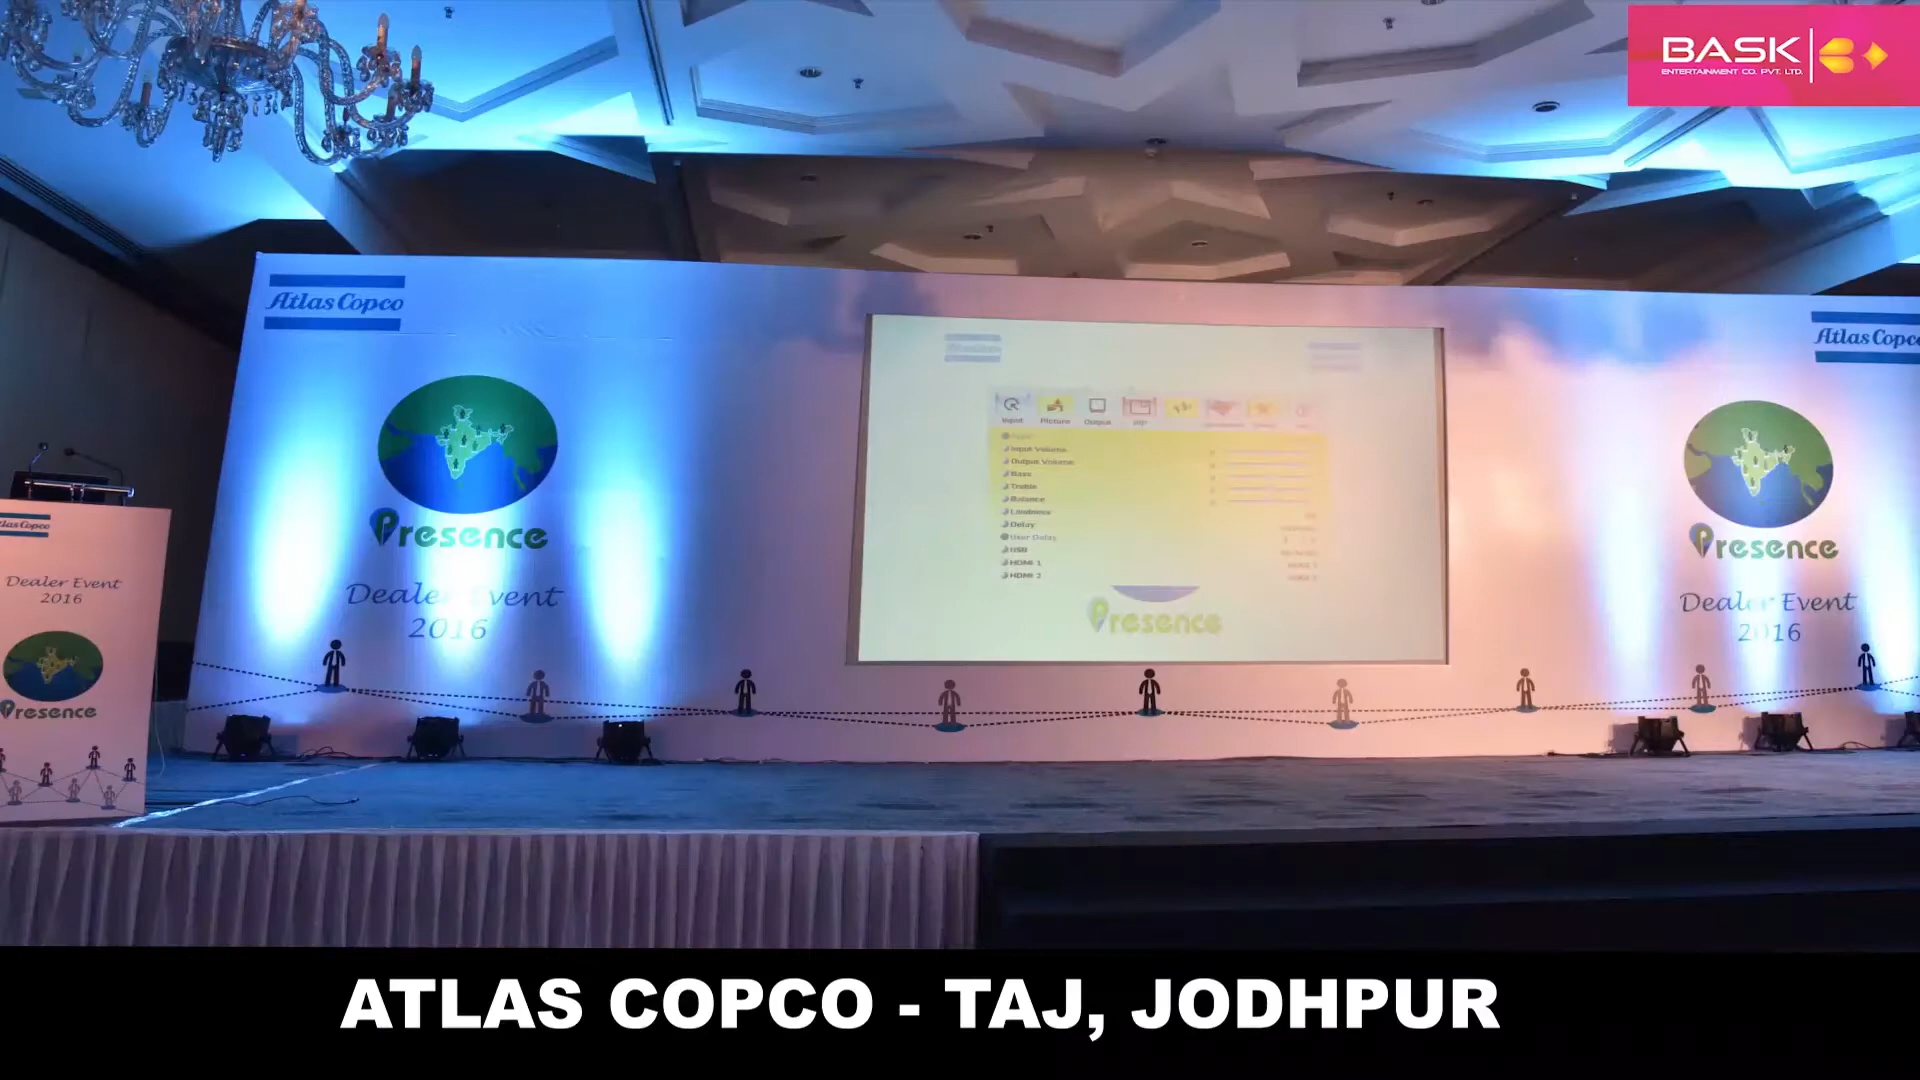 BASK
ENTERTAINMENT CO. PVT. LTD.
Atlas Copco
Atlas Copco
Input Picture Output PIP
Input Volume
Output Volume
Bass
Treble
Balance
Loudness
Delay
User Delay
USB
HDMI 1
HDMI 2
Presence
Presence
Dealer Event
2016
Presence
Dealer Event
2016
Atlas Copco
Dealer Event
2016
Presence
ATLAS COPCO - TAJ, JODHPUR